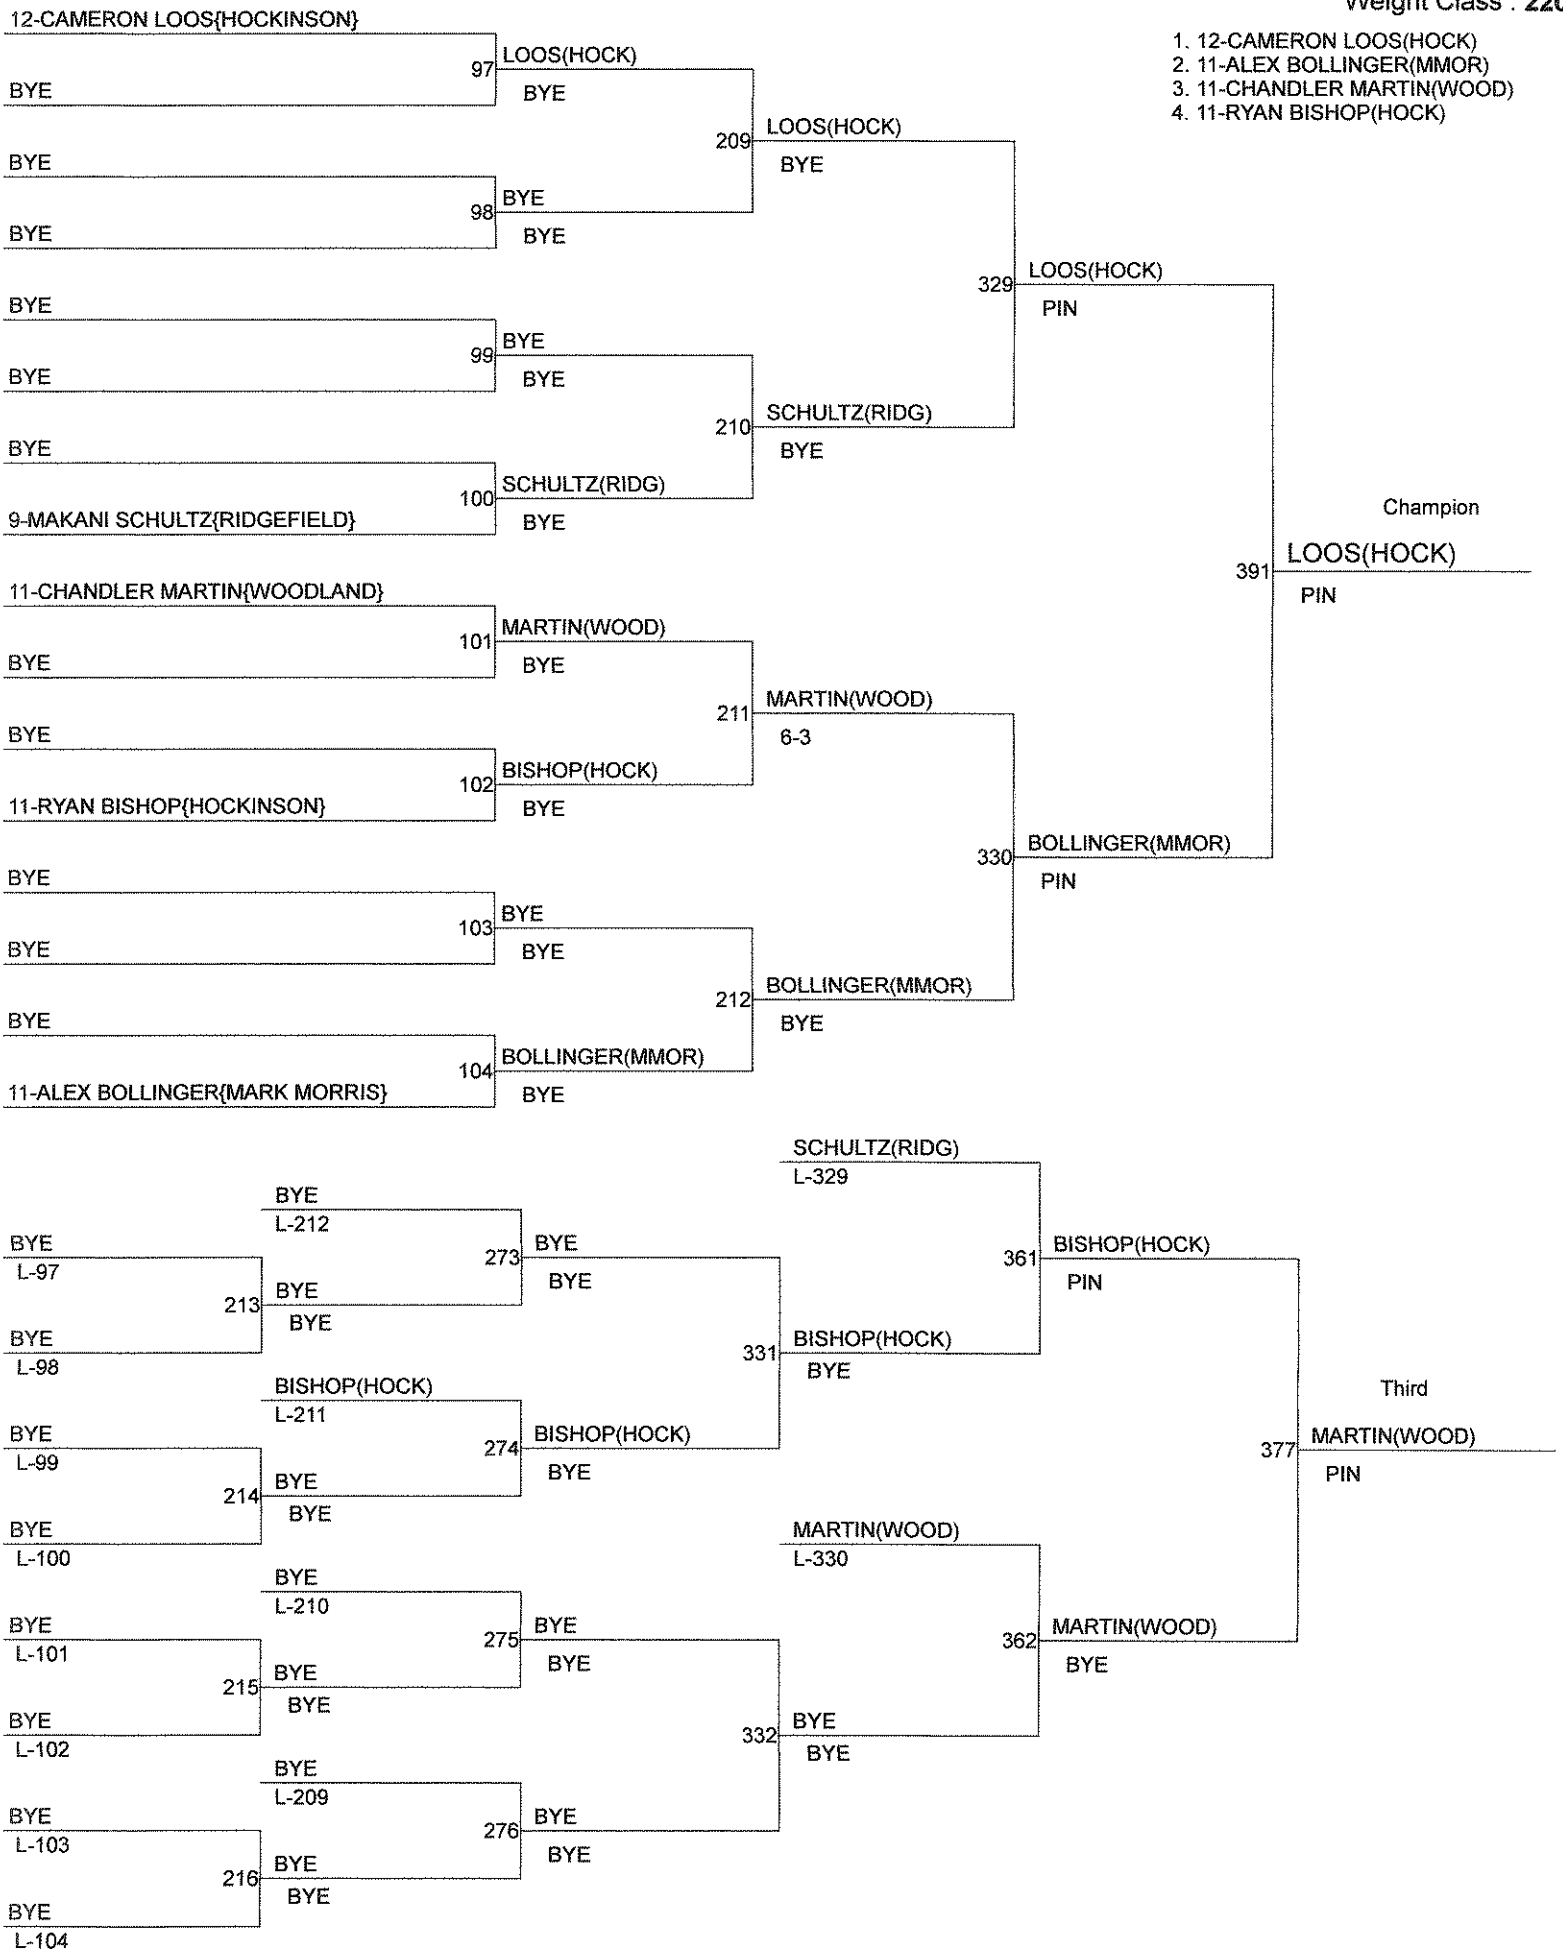 Weight Class : 220
1. 12-CAMERON LOOS(HOCK)
2. 11-ALEX BOLLINGER(MMOR)
3. 11-CHANDLER MARTIN(WOOD)
4. 11-RYAN BISHOP(HOCK)
12-CAMERON LOOS{HOCKINSON}
97 LOOS(HOCK)
BYE
BYE
209 LOOS(HOCK)
BYE
BYE
98 BYE
BYE
BYE
329 LOOS(HOCK)
PIN
BYE
99 BYE
BYE
BYE
210 SCHULTZ(RIDG)
BYE
BYE
100 SCHULTZ(RIDG)
BYE
9-MAKANI SCHULTZ{RIDGEFIELD}
Champion
391 LOOS(HOCK)
PIN
11-CHANDLER MARTIN{WOODLAND}
101 MARTIN(WOOD)
BYE
BYE
211 MARTIN(WOOD)
6-3
BYE
102 BISHOP(HOCK)
BYE
11-RYAN BISHOP{HOCKINSON}
330 BOLLINGER(MMOR)
PIN
BYE
103 BYE
BYE
BYE
212 BOLLINGER(MMOR)
BYE
BYE
104 BOLLINGER(MMOR)
BYE
11-ALEX BOLLINGER{MARK MORRIS}
SCHULTZ(RIDG)
L-329
BYE
L-212
BYE
L-97
273 BYE
BYE
361 BISHOP(HOCK)
PIN
213 BYE
BYE
BYE
L-98
331 BISHOP(HOCK)
BYE
BISHOP(HOCK)
L-211
Third
BYE
L-99
274 BISHOP(HOCK)
BYE
377 MARTIN(WOOD)
PIN
214 BYE
BYE
BYE
L-100
MARTIN(WOOD)
L-330
BYE
L-210
BYE
L-101
275 BYE
BYE
362 MARTIN(WOOD)
BYE
215 BYE
BYE
BYE
L-102
332 BYE
BYE
BYE
L-209
BYE
L-103
276 BYE
BYE
216 BYE
BYE
BYE
L-104